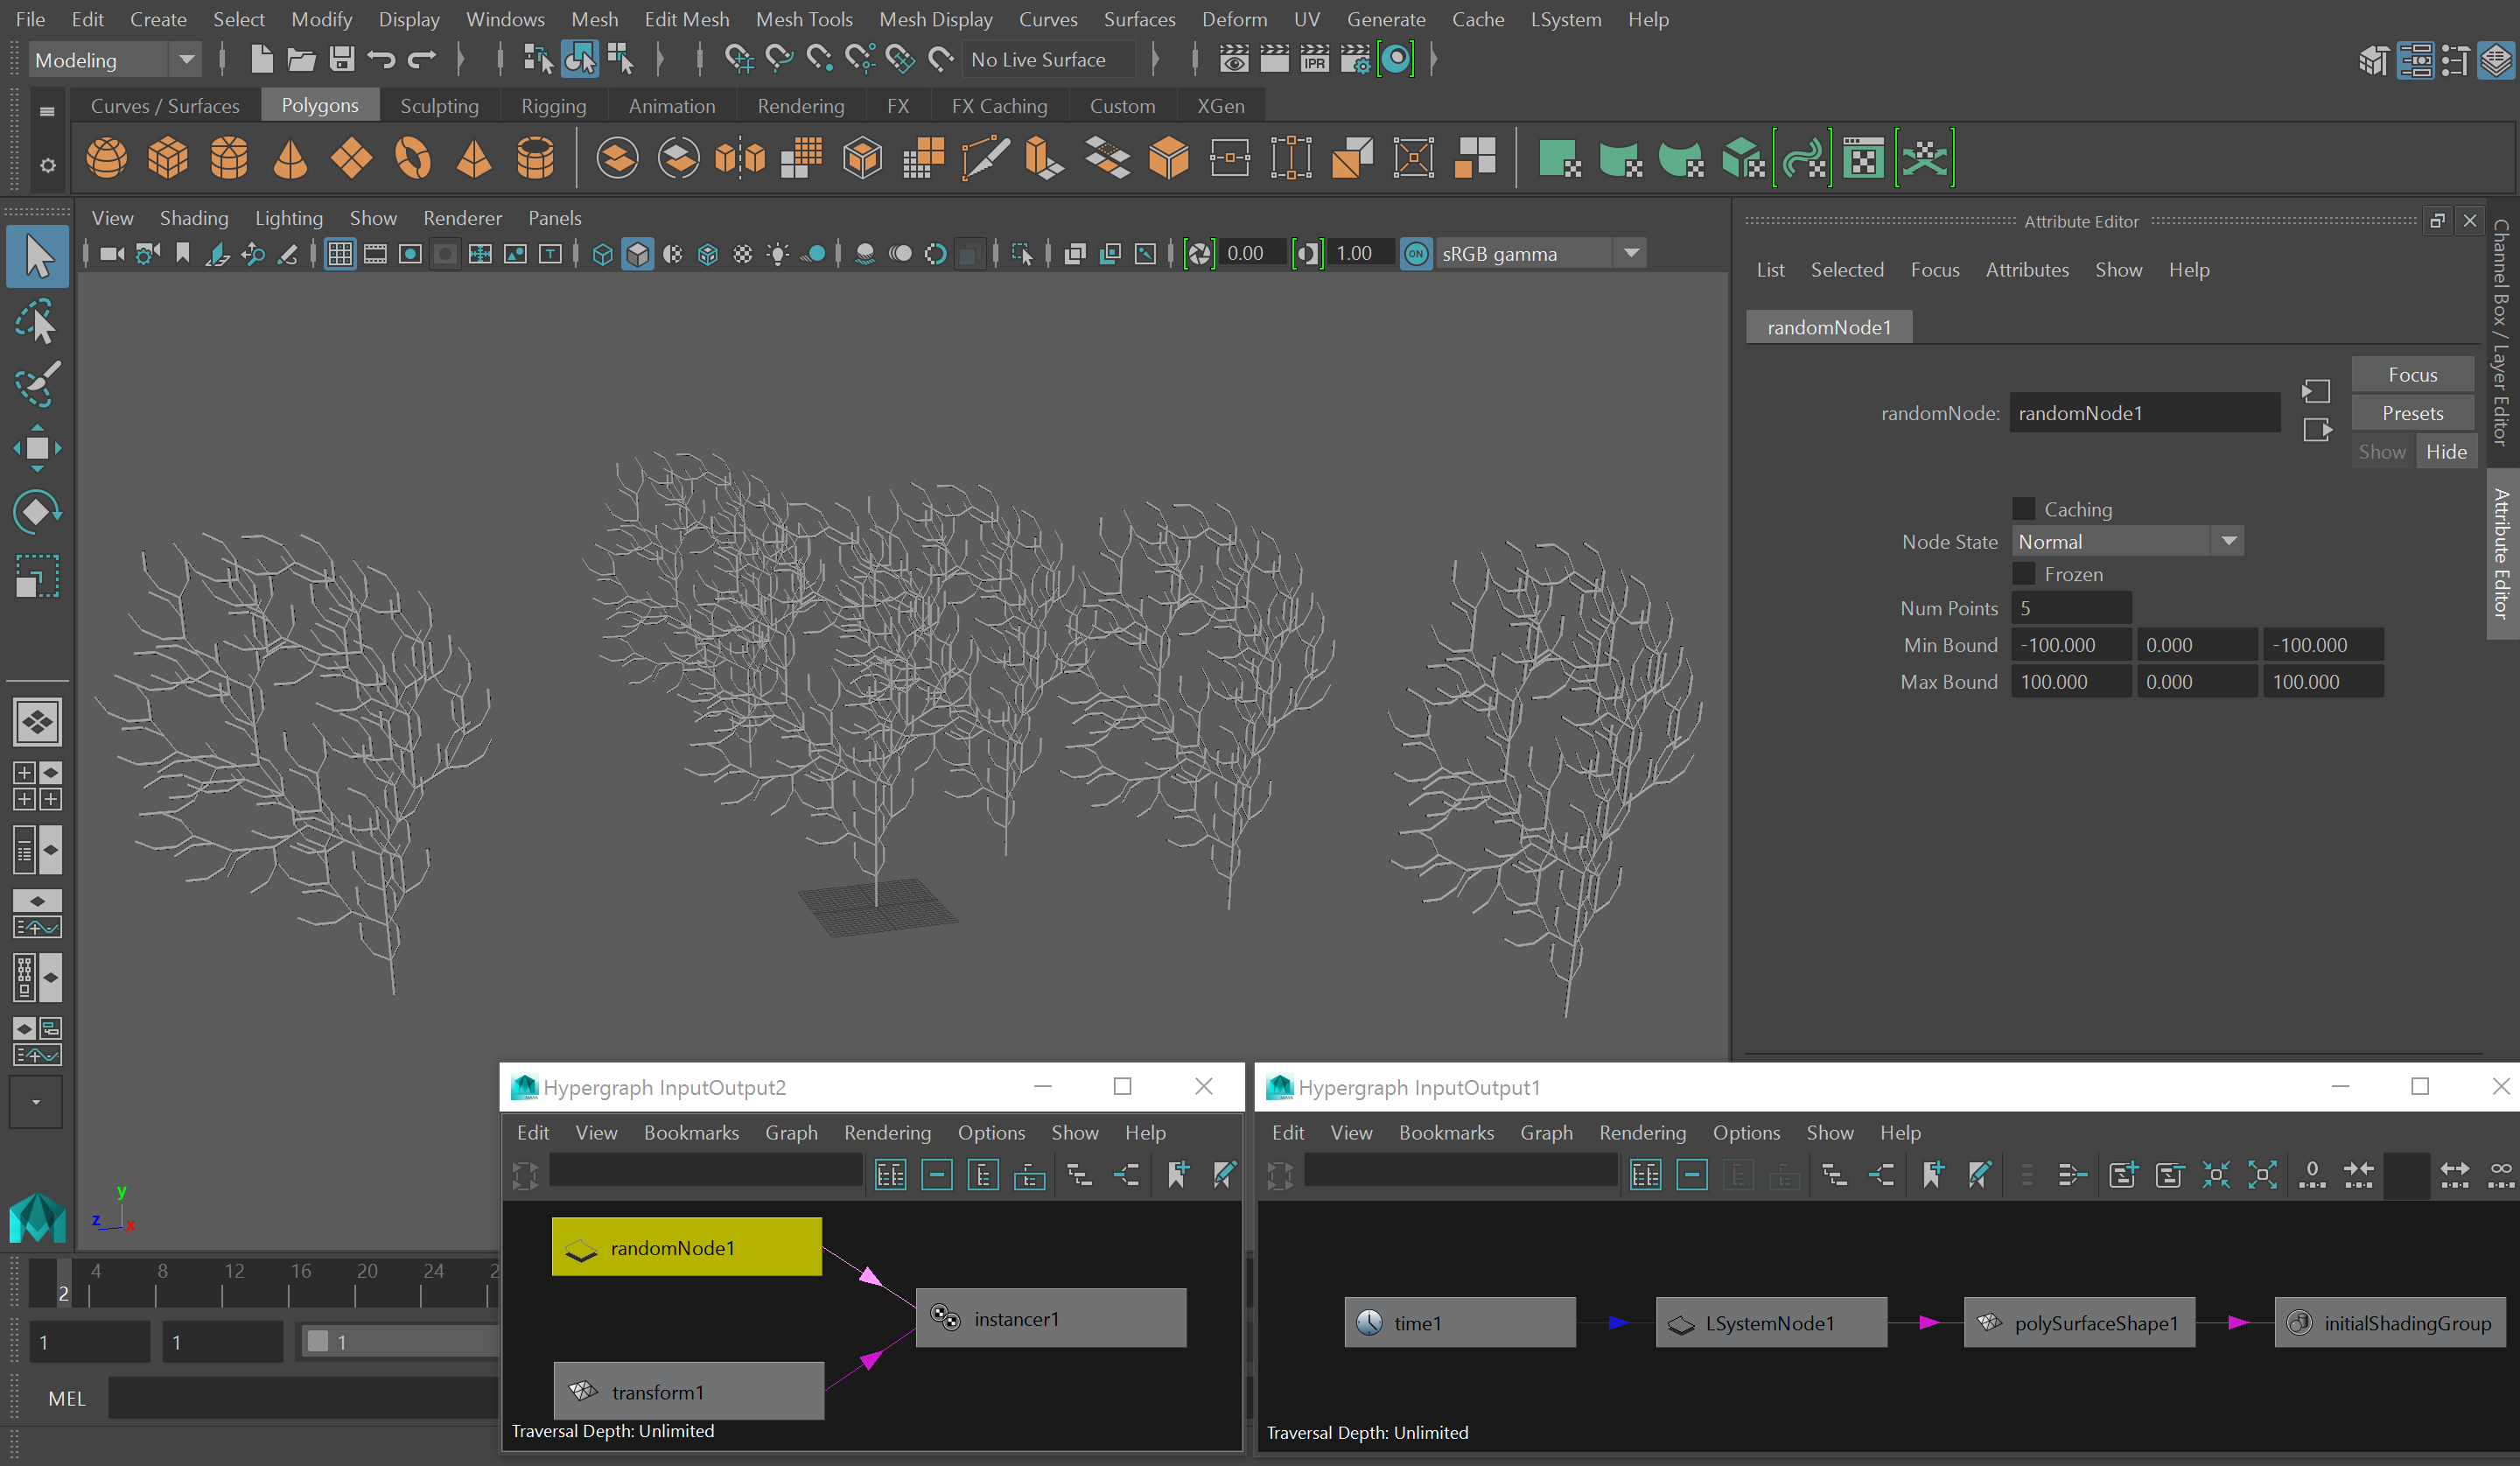 File Edit Create Select Modify Display Windows Mesh Edit Mesh Mesh Tools Mesh Display Curves Surfaces Deform UV Generate Cache LSystem Help
Modeling No Live Surface IPR
Curves / Surfaces Polygons Sculpting Rigging Animation Rendering FX FX Caching Custom XGen
View Shading Lighting Show Renderer Panels
0.00 1.00 ON sRGB gamma
Attribute Editor
List Selected Focus Attributes Show Help
randomNode1
Focus
randomNode: randomNode1 Presets
Show Hide
Caching
Node State Normal
Frozen
Num Points 5
Min Bound -100.000 0.000 -100.000
Max Bound 100.000 0.000 100.000
Channel Box / Layer Editor
Attribute Editor
y
z x
2 4 8 12 16 20 24 2
1 1 1
MEL
Hypergraph InputOutput2
Edit View Bookmarks Graph Rendering Options Show Help
randomNode1
instancer1
transform1
Traversal Depth: Unlimited
Hypergraph InputOutput1
Edit View Bookmarks Graph Rendering Options Show Help
0
time1 LSystemNode1 polySurfaceShape1 initialShadingGroup
Traversal Depth: Unlimited